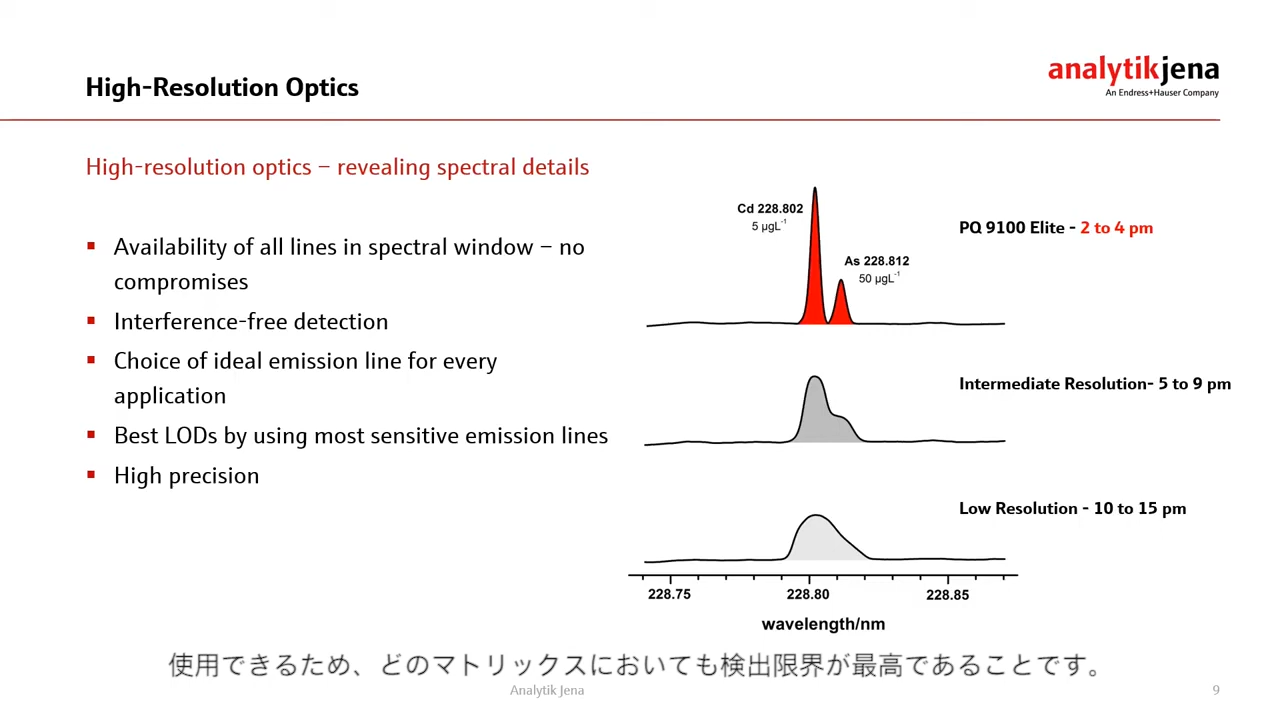 High-Resolution Optics
analytikjena
An Endress+Hauser Company
High-resolution optics – revealing spectral details
▪ Availability of all lines in spectral window – no
compromises
▪ Interference-free detection
▪ Choice of ideal emission line for every
application
▪ Best LODs by using most sensitive emission lines
▪ High precision
Cd 228.802
5 µgL⁻¹
As 228.812
50 µgL⁻¹
PQ 9100 Elite - 2 to 4 pm
Intermediate Resolution- 5 to 9 pm
Low Resolution - 10 to 15 pm
228.75 228.80 228.85
wavelength/nm
使用できるため、どのマトリックスにおいても検出限界が最高であることです。
Analytik Jena
9